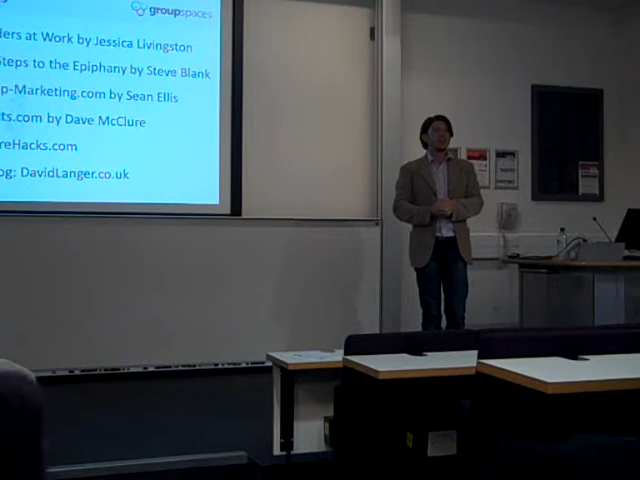 groupspaces
ders at Work by Jessica Livingston
Steps to the Epiphany by Steve Blank
p-Marketing.com by Sean Ellis
ts.com by Dave McClure
reHacks.com
og: DavidLanger.co.uk